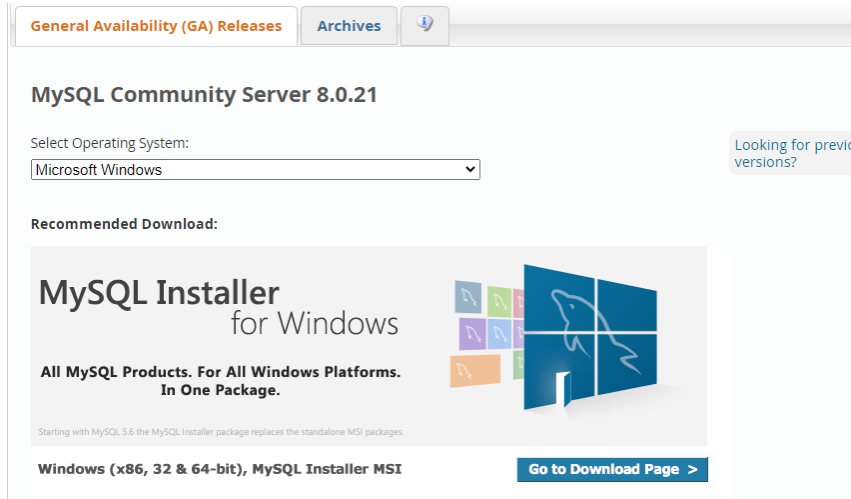 General Availability (GA) Releases
Archives
MySQL Community Server 8.0.21
Select Operating System:
Looking for previo
versions?
Microsoft Windows
Recommended Download:
MySQL Installer
for Windows
All MySQL Products. For All Windows Platforms.
In One Package.
Starting with MySQL 5.6 the MySQL Installer package replaces the standalone MSI packages.
Windows (x86, 32 & 64-bit), MySQL Installer MSI
Go to Download Page >